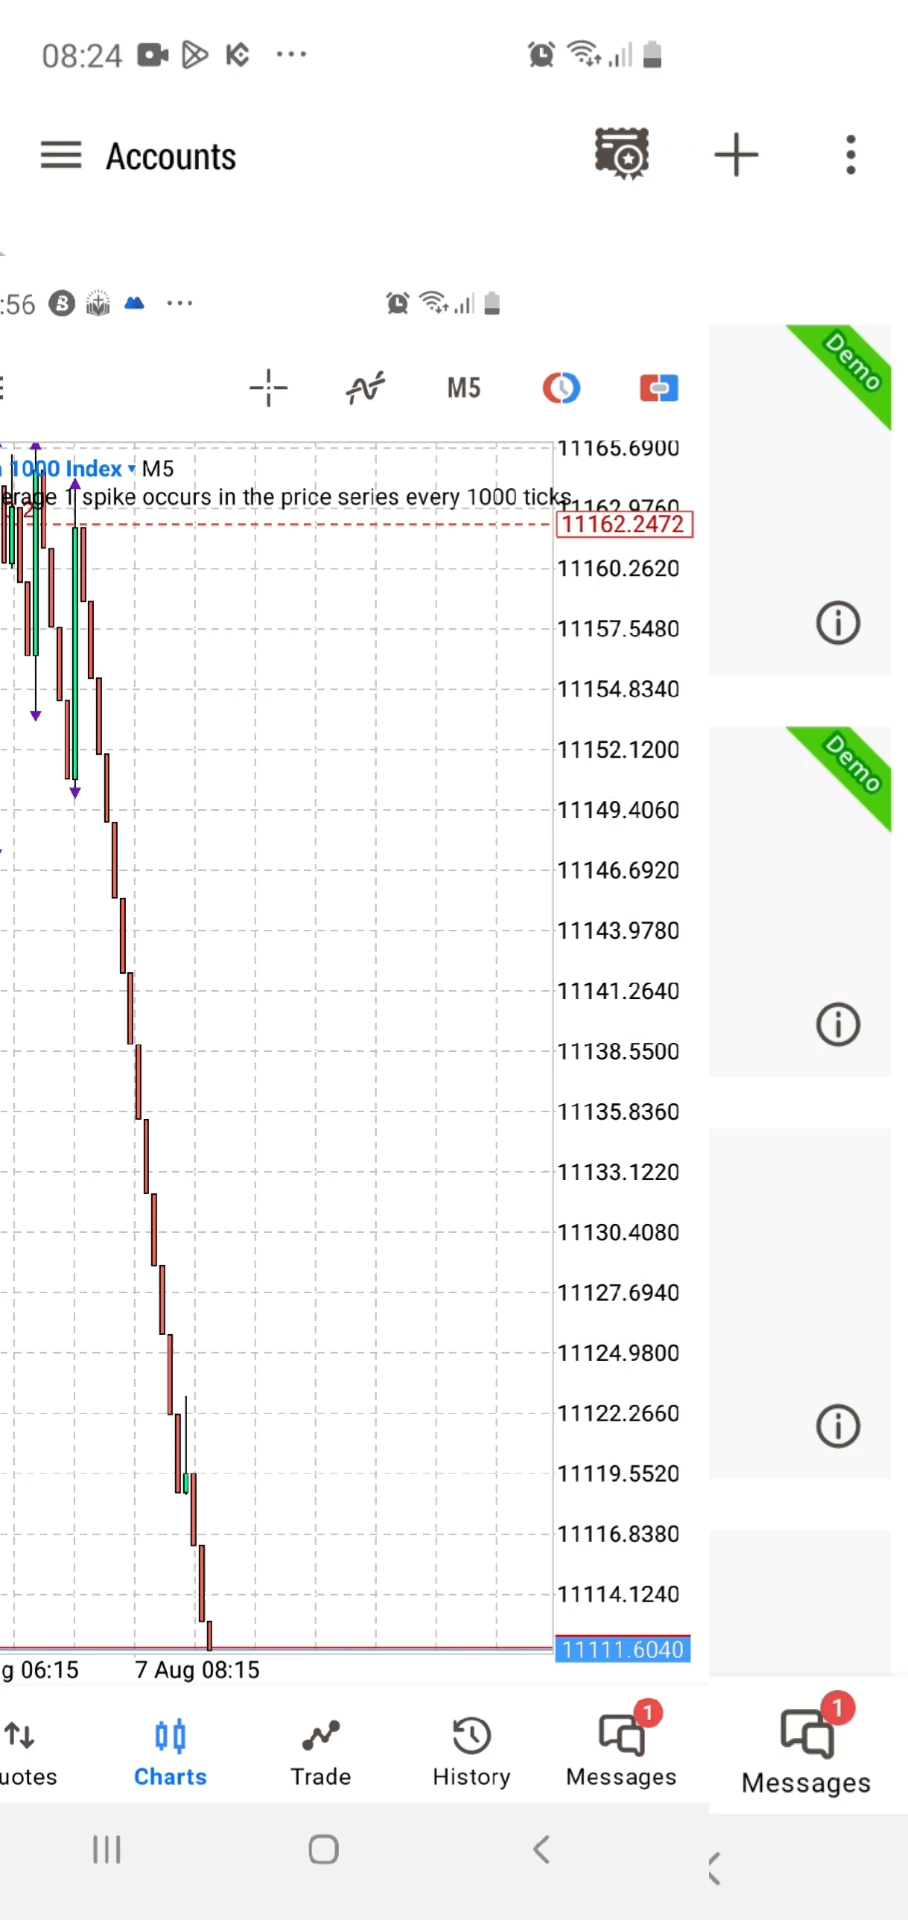 08:24
Accounts
:56
M5
1000 Index M5
erage 1 spike occurs in the price series every 1000 ticks
11165.6900
11162.9760
11162.2472
11160.2620
11157.5480
11154.8340
11152.1200
11149.4060
11146.6920
11143.9780
11141.2640
11138.5500
11135.8360
11133.1220
11130.4080
11127.6940
11124.9800
11122.2660
11119.5520
11116.8380
11114.1240
11111.6040
g 06:15
7 Aug 08:15
Demo
Demo
uotes
Charts
Trade
History
1
Messages
1
Messages